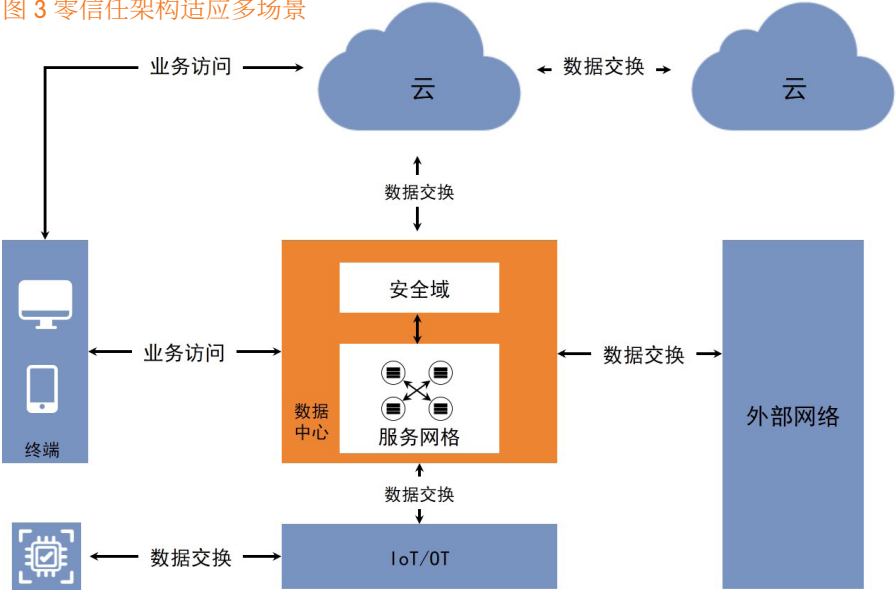 图 3 零信任架构适应多场景
业务访问
云
数据交换
云
数据交换
安全域
业务访问
数据交换
数据
中心
服务网格
外部网络
终端
数据交换
数据交换
IoT/OT